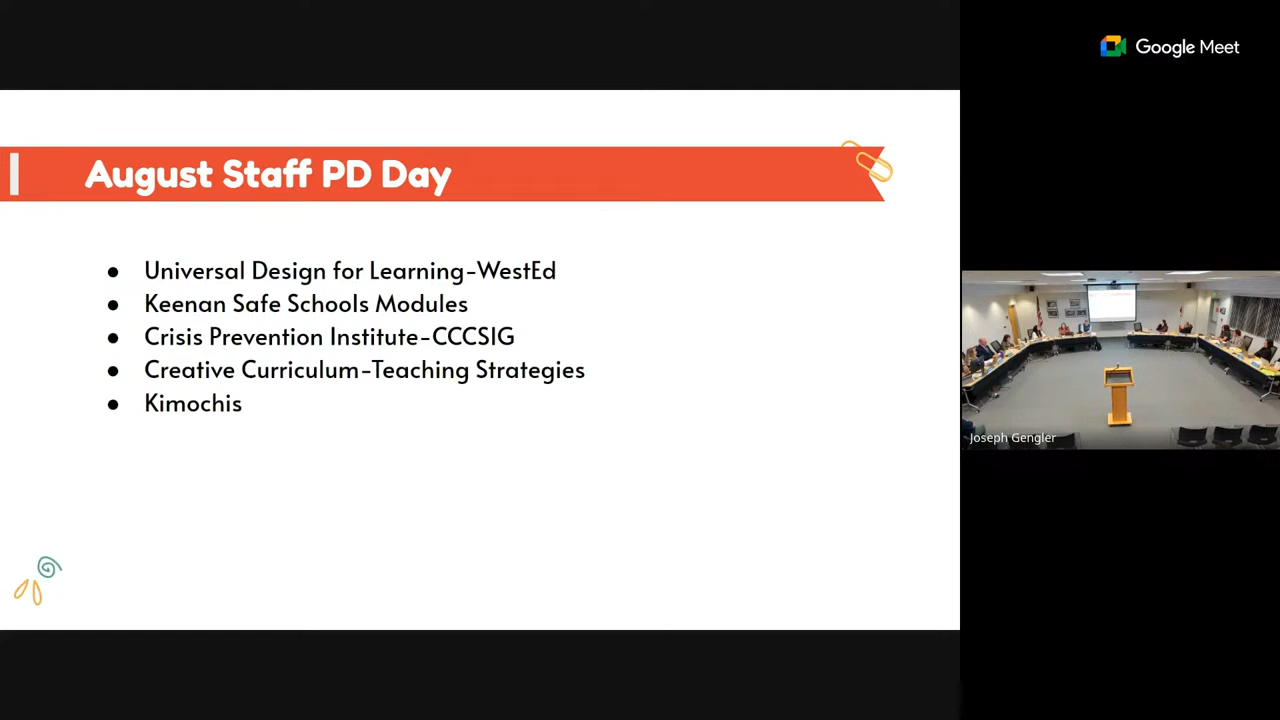 Google Meet
August Staff PD Day
● Universal Design for Learning-WestEd
● Keenan Safe Schools Modules
● Crisis Prevention Institute-CCCSIG
● Creative Curriculum-Teaching Strategies
● Kimochis
Joseph Gengler